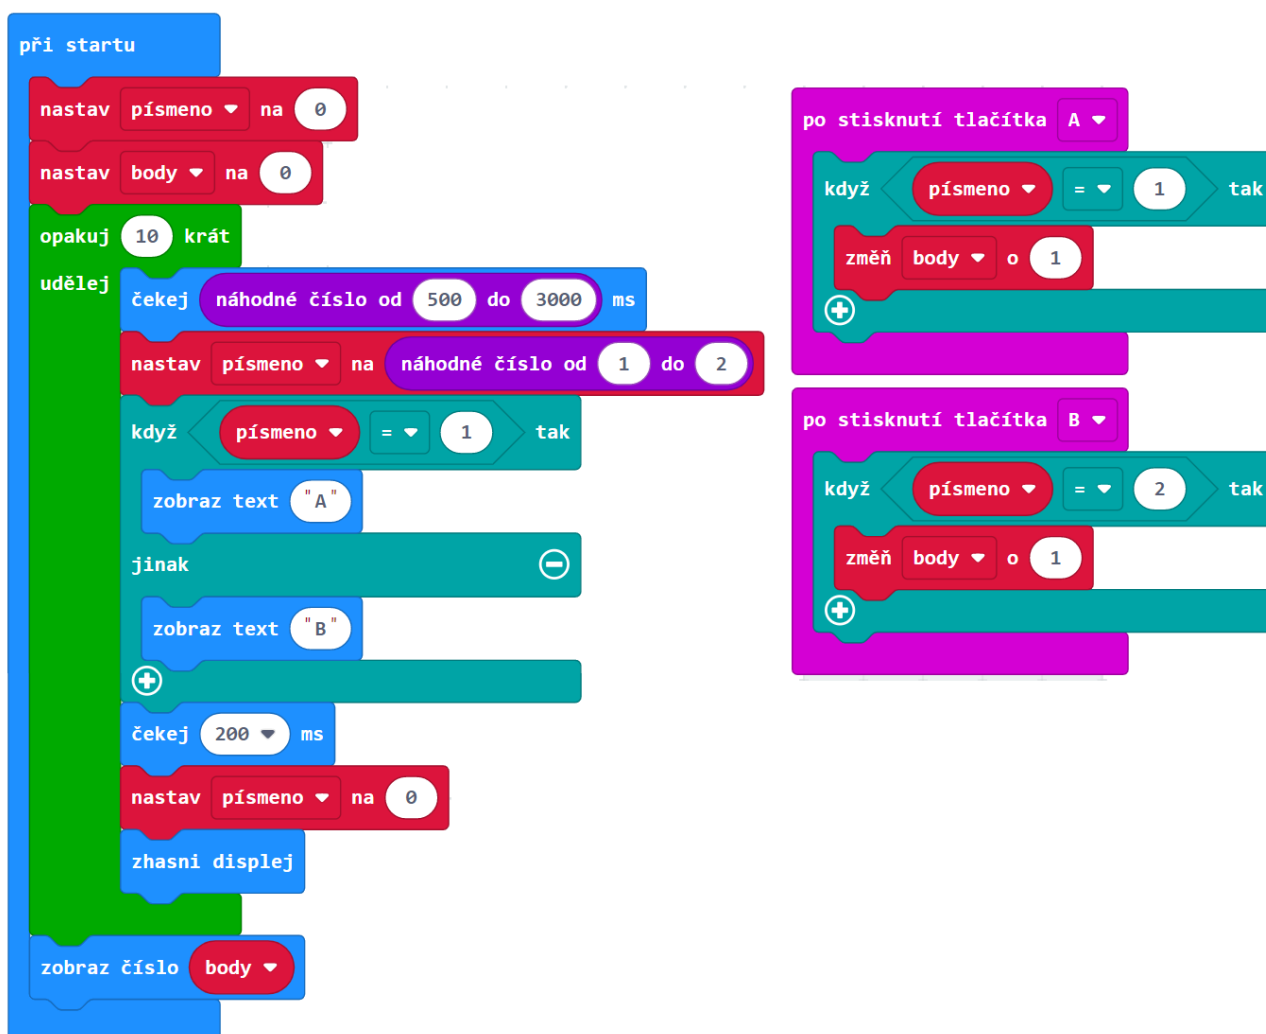 při startu
nastav písmeno na 0
nastav body na 0
opakuj 10 krát
udělej
čekej náhodné číslo od 500 do 3000 ms
nastav písmeno na náhodné číslo od 1 do 2
když písmeno = 1 tak
zobraz text "A"
jinak
zobraz text "B"
čekej 200 ms
nastav písmeno na 0
zhasni displej
zobraz číslo body
po stisknutí tlačítka A
když písmeno = 1 tak
změň body o 1
po stisknutí tlačítka B
když písmeno = 2 tak
změň body o 1